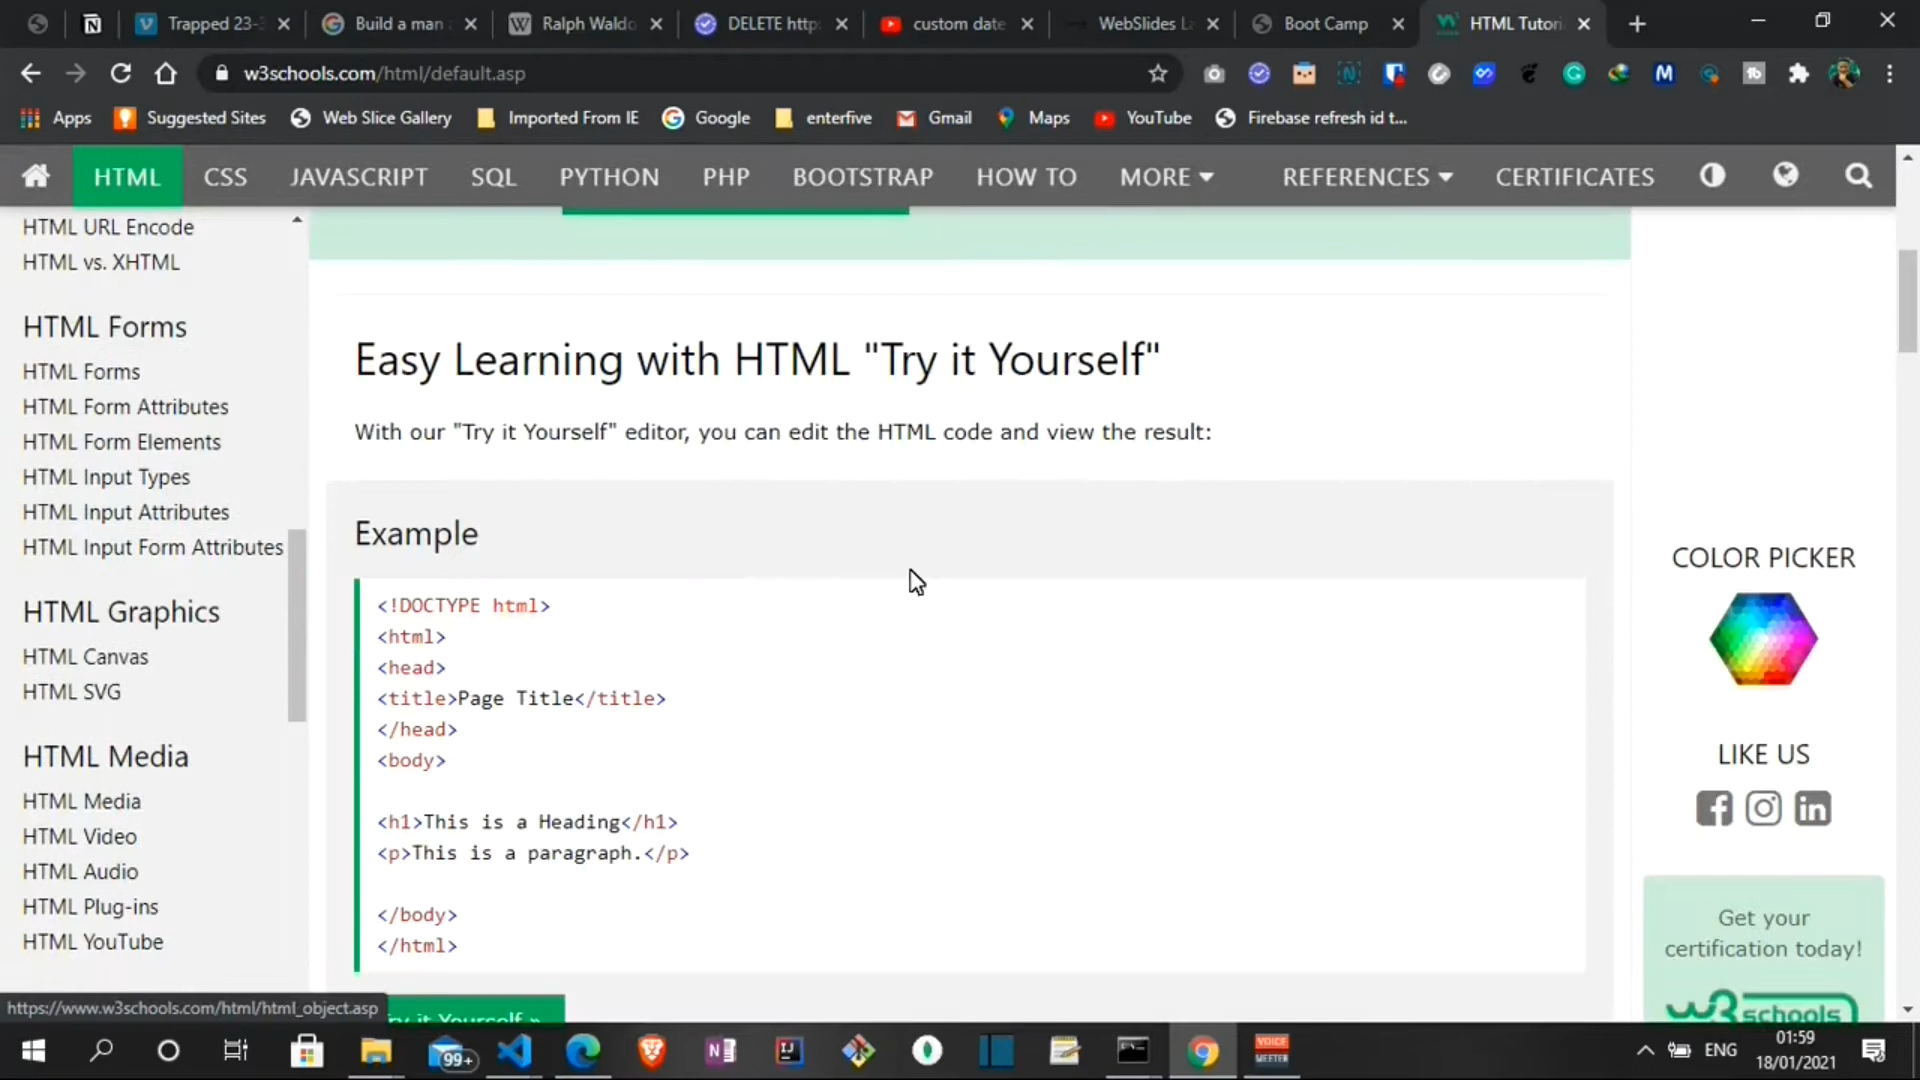 Trapped 23-
Build a man
Ralph Waldo
DELETE http
custom date
WebSlides L
Boot Camp
HTML Tutori
w3schools.com/html/default.asp
Apps
Suggested Sites
Web Slice Gallery
Imported From IE
Google
enterfive
Gmail
Maps
YouTube
Firebase refresh id t...
HTML
CSS
JAVASCRIPT
SQL
PYTHON
PHP
BOOTSTRAP
HOW TO
MORE
REFERENCES
CERTIFICATES
HTML URL Encode
HTML vs. XHTML
HTML Forms
HTML Forms
HTML Form Attributes
HTML Form Elements
HTML Input Types
HTML Input Attributes
HTML Input Form Attributes
HTML Graphics
HTML Canvas
HTML SVG
HTML Media
HTML Media
HTML Video
HTML Audio
HTML Plug-ins
HTML YouTube
https://www.w3schools.com/html/html_object.asp
Easy Learning with HTML "Try it Yourself"
With our "Try it Yourself" editor, you can edit the HTML code and view the result:
Example
<!DOCTYPE html>
<html>
<head>
<title>Page Title</title>
</head>
<body>
<h1>This is a Heading</h1>
<p>This is a paragraph.</p>
</body>
</html>
it Yourself »
COLOR PICKER
LIKE US
Get your
certification today!
w3schools
99+
VOICE
MEETER
ENG
01:59
18/01/2021